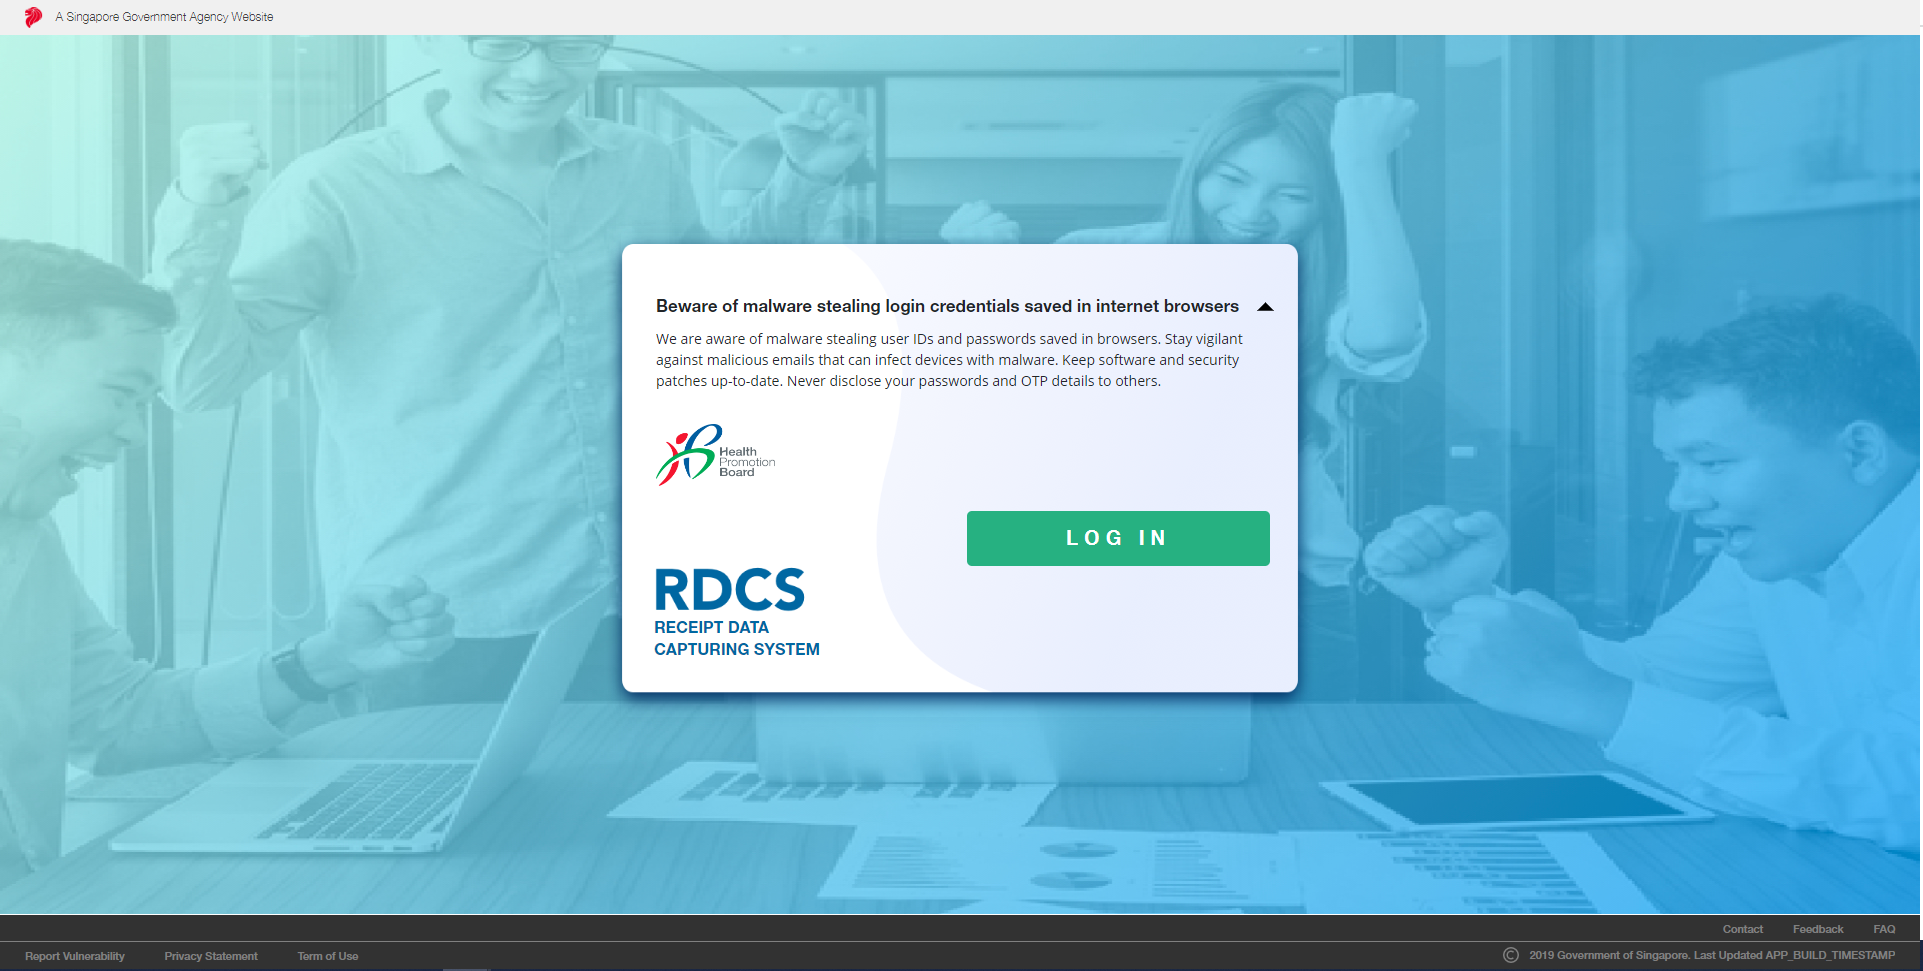 A Singapore Government Agency Website
Beware of malware stealing login credentials saved in internet browsers
We are aware of malware stealing user IDs and passwords saved in browsers. Stay vigilant
against malicious emails that can infect devices with malware. Keep software and security
patches up-to-date. Never disclose your passwords and OTP details to others.
Health
Promotion
Board
LOG IN
RDCS
RECEIPT DATA
CAPTURING SYSTEM
Contact Feedback FAQ
Report Vulnerability Privacy Statement Term of Use © 2019 Government of Singapore. Last Updated APP_BUILD_TIMESTAMP